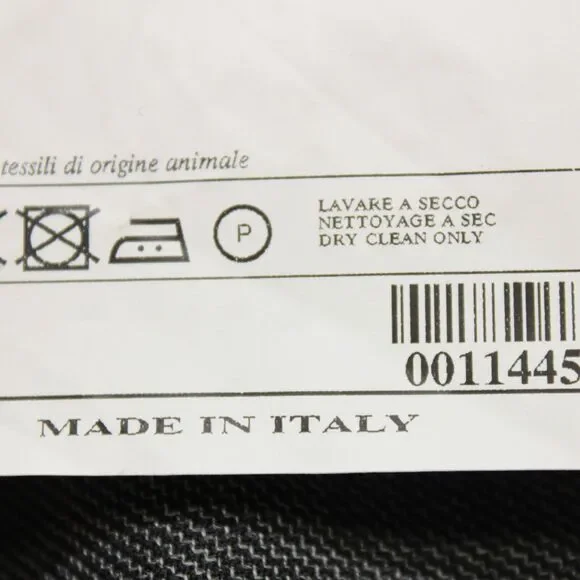 tessili di origine animale
P
LAVARE A SECCO
NETTOYAGE A SEC
DRY CLEAN ONLY
0011445
MADE IN ITALY